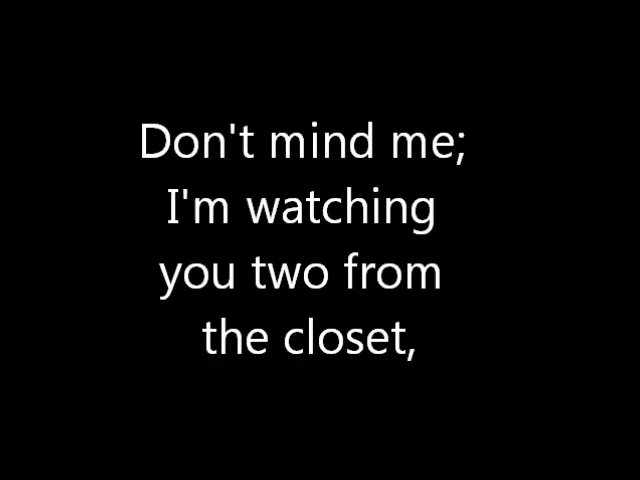 Don't mind me;
I'm watching
you two from
the closet,